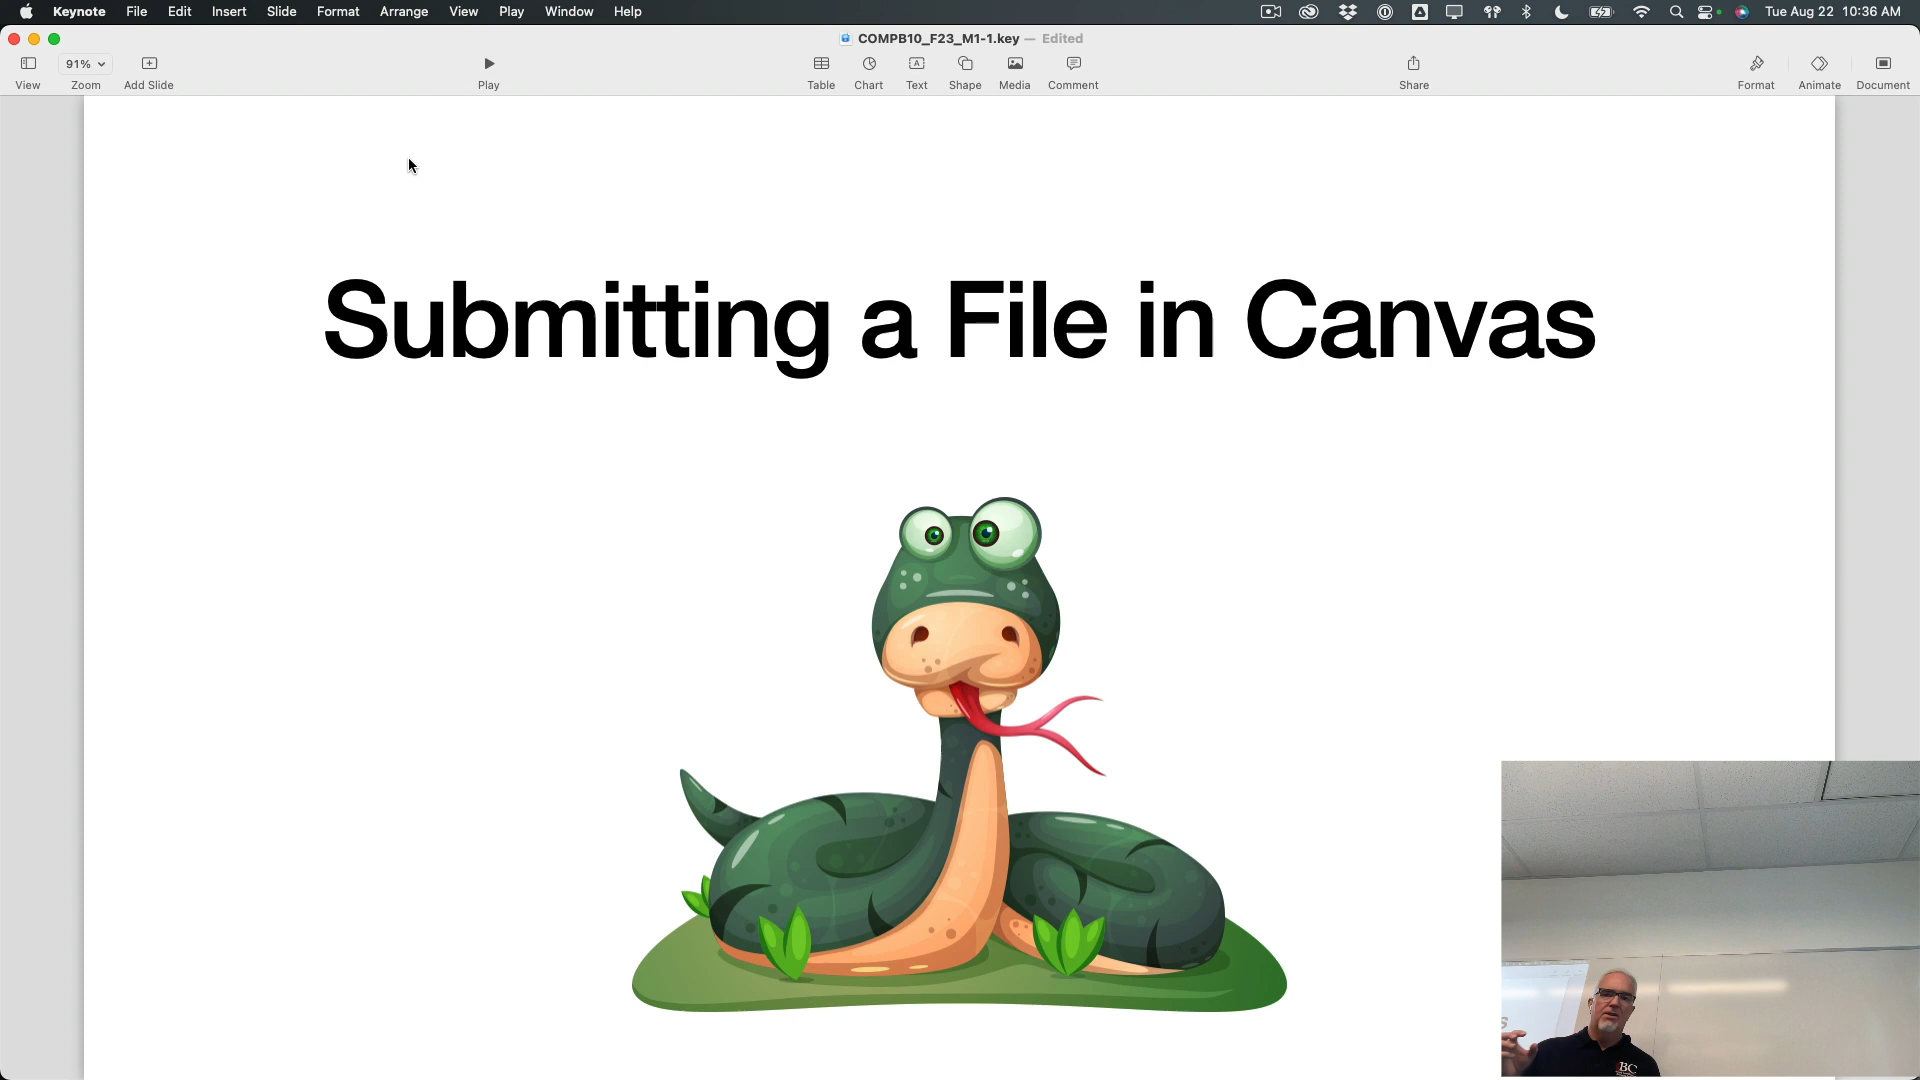 Keynote File Edit Insert Slide Format Arrange View Play Window Help Tue Aug 22 10:36 AM
COMPB10_F23_M1-1.key — Edited
91%
View Zoom Add Slide Play Table Chart Text Shape Media Comment Share Format Animate Document
Submitting a File in Canvas
S
BC